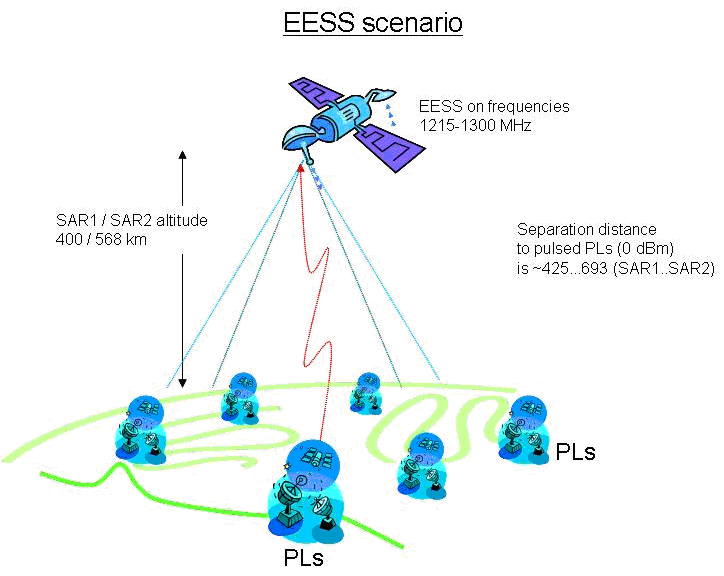 EESS scenario
EESS on frequencies
1215-1300 MHz
SAR1 / SAR2 altitude
400 / 568 km
Separation distance
to pulsed PLs (0 dBm)
is ~425...693 (SAR1..SAR2)
PLs
PLs